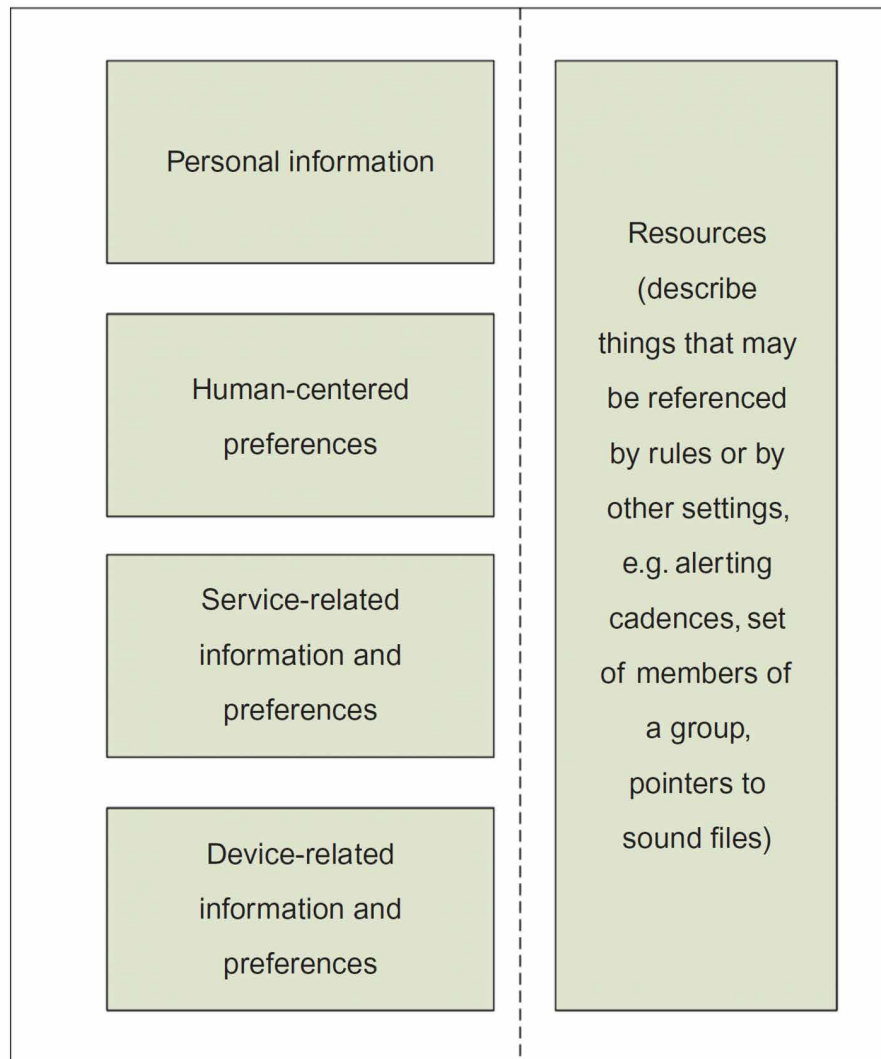 Personal information
Human-centered
preferences
Service-related
information and
preferences
Device-related
information and
preferences
Resources
(describe
things that may
be referenced
by rules or by
other settings,
e.g. alerting
cadences, set
of members of
a group,
pointers to
sound files)